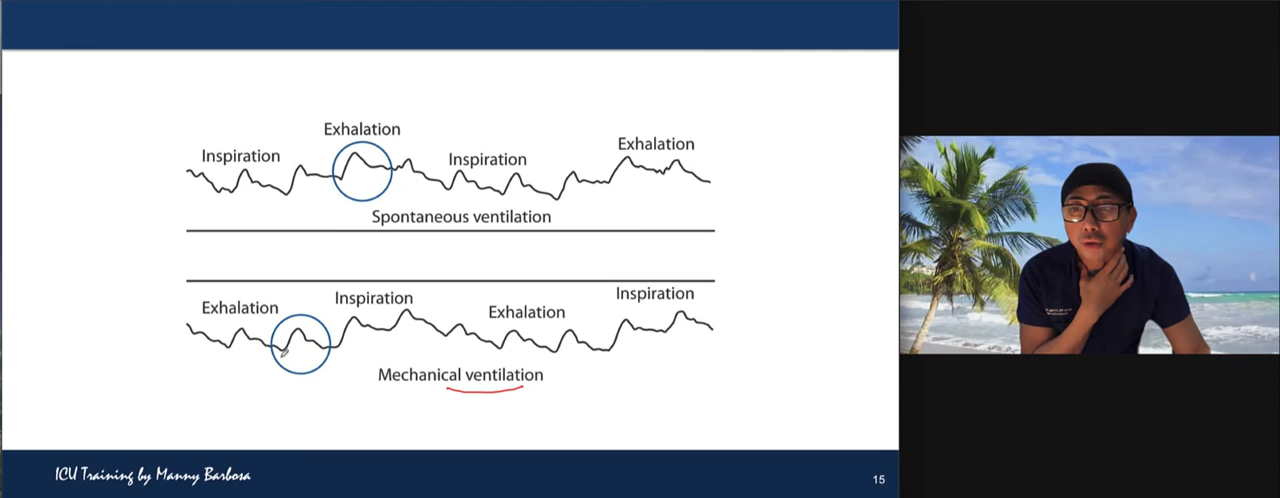 Exhalation
Exhalation
Inspiration
Inspiration
Spontaneous ventilation
Inspiration
Inspiration
Exhalation
Exhalation
Mechanical ventilation
ICU Training by Manny Barbosa
15